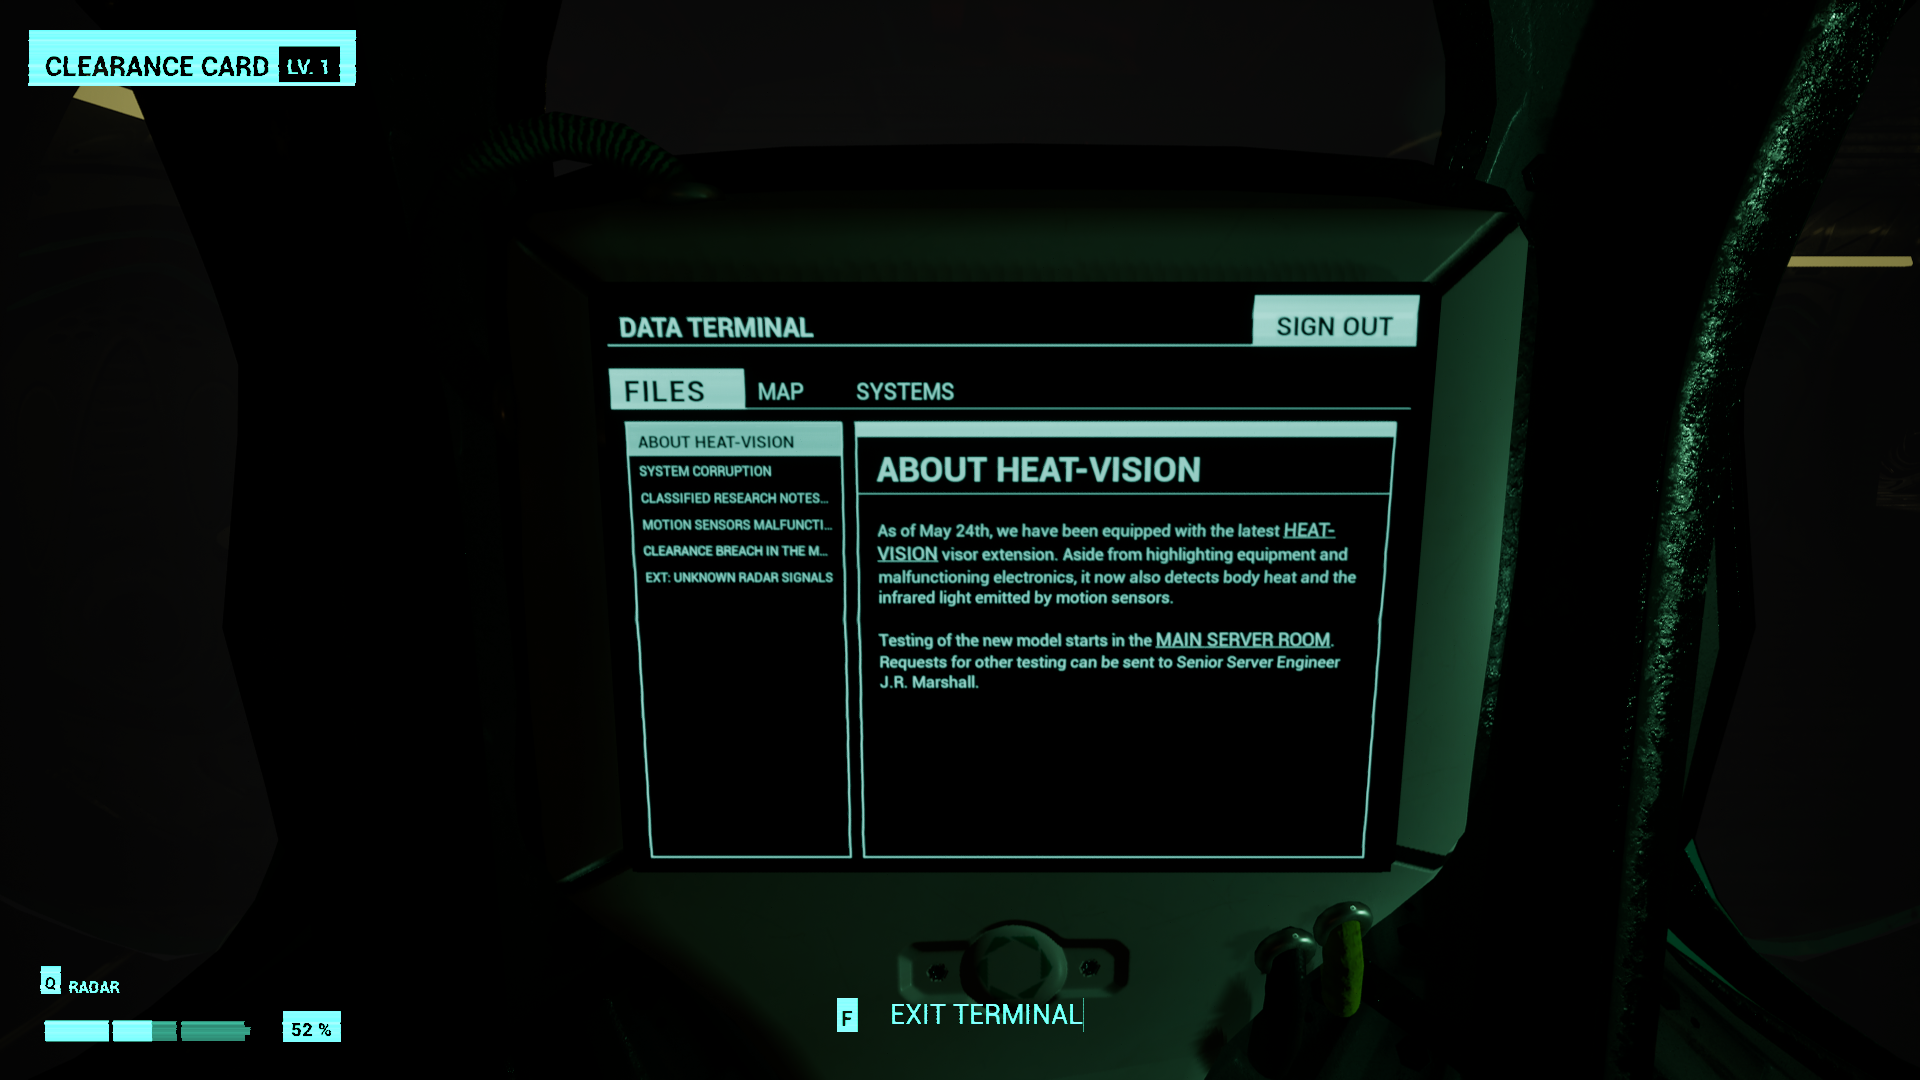 CLEARANCE CARD LV. 1
DATA TERMINAL
SIGN OUT
FILES MAP SYSTEMS
ABOUT HEAT-VISION
SYSTEM CORRUPTION
CLASSIFIED RESEARCH NOTES...
MOTION SENSORS MALFUNCTI...
CLEARANCE BREACH IN THE M...
EXT: UNKNOWN RADAR SIGNALS
ABOUT HEAT-VISION
As of May 24th, we have been equipped with the latest HEAT-
VISION visor extension. Aside from highlighting equipment and
malfunctioning electronics, it now also detects body heat and the
infrared light emitted by motion sensors.
Testing of the new model starts in the MAIN SERVER ROOM.
Requests for other testing can be sent to Senior Server Engineer
J.R. Marshall.
Q RADAR
52 %
F EXIT TERMINAL